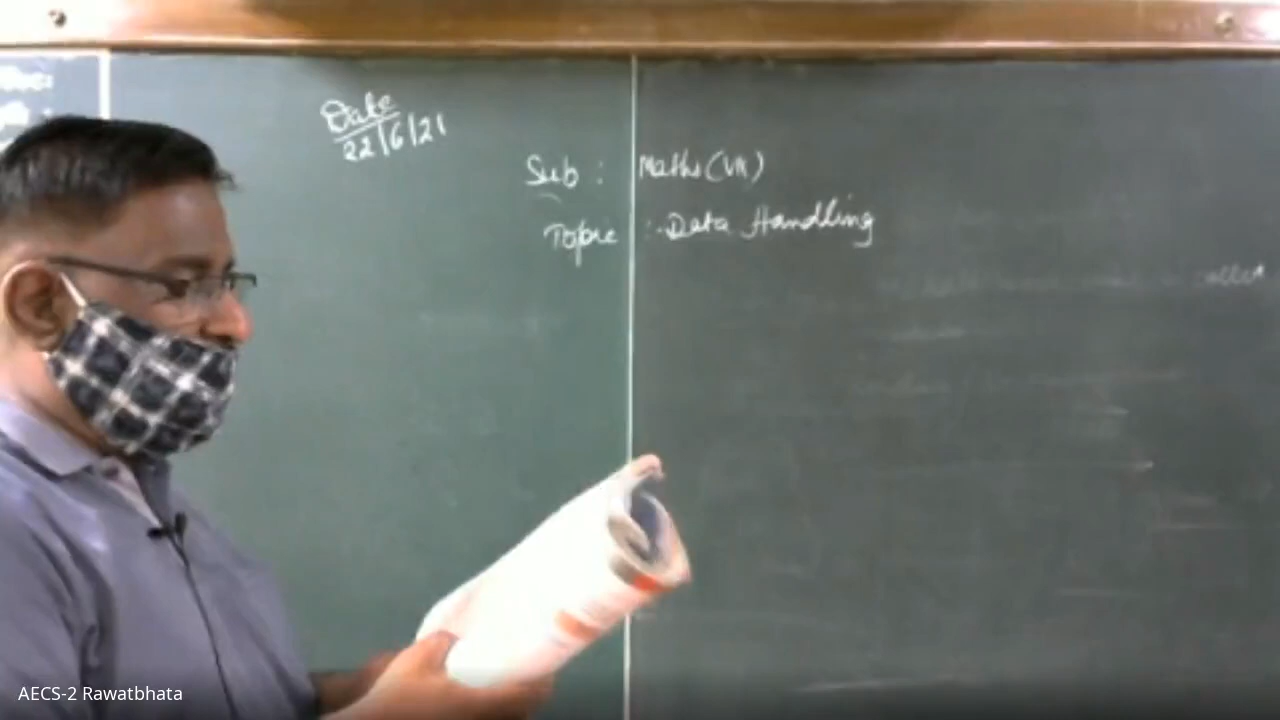 Date
22/6/21
Sub : Maths (VII)
Topic :- Data Handling
AECS-2 Rawatbhata